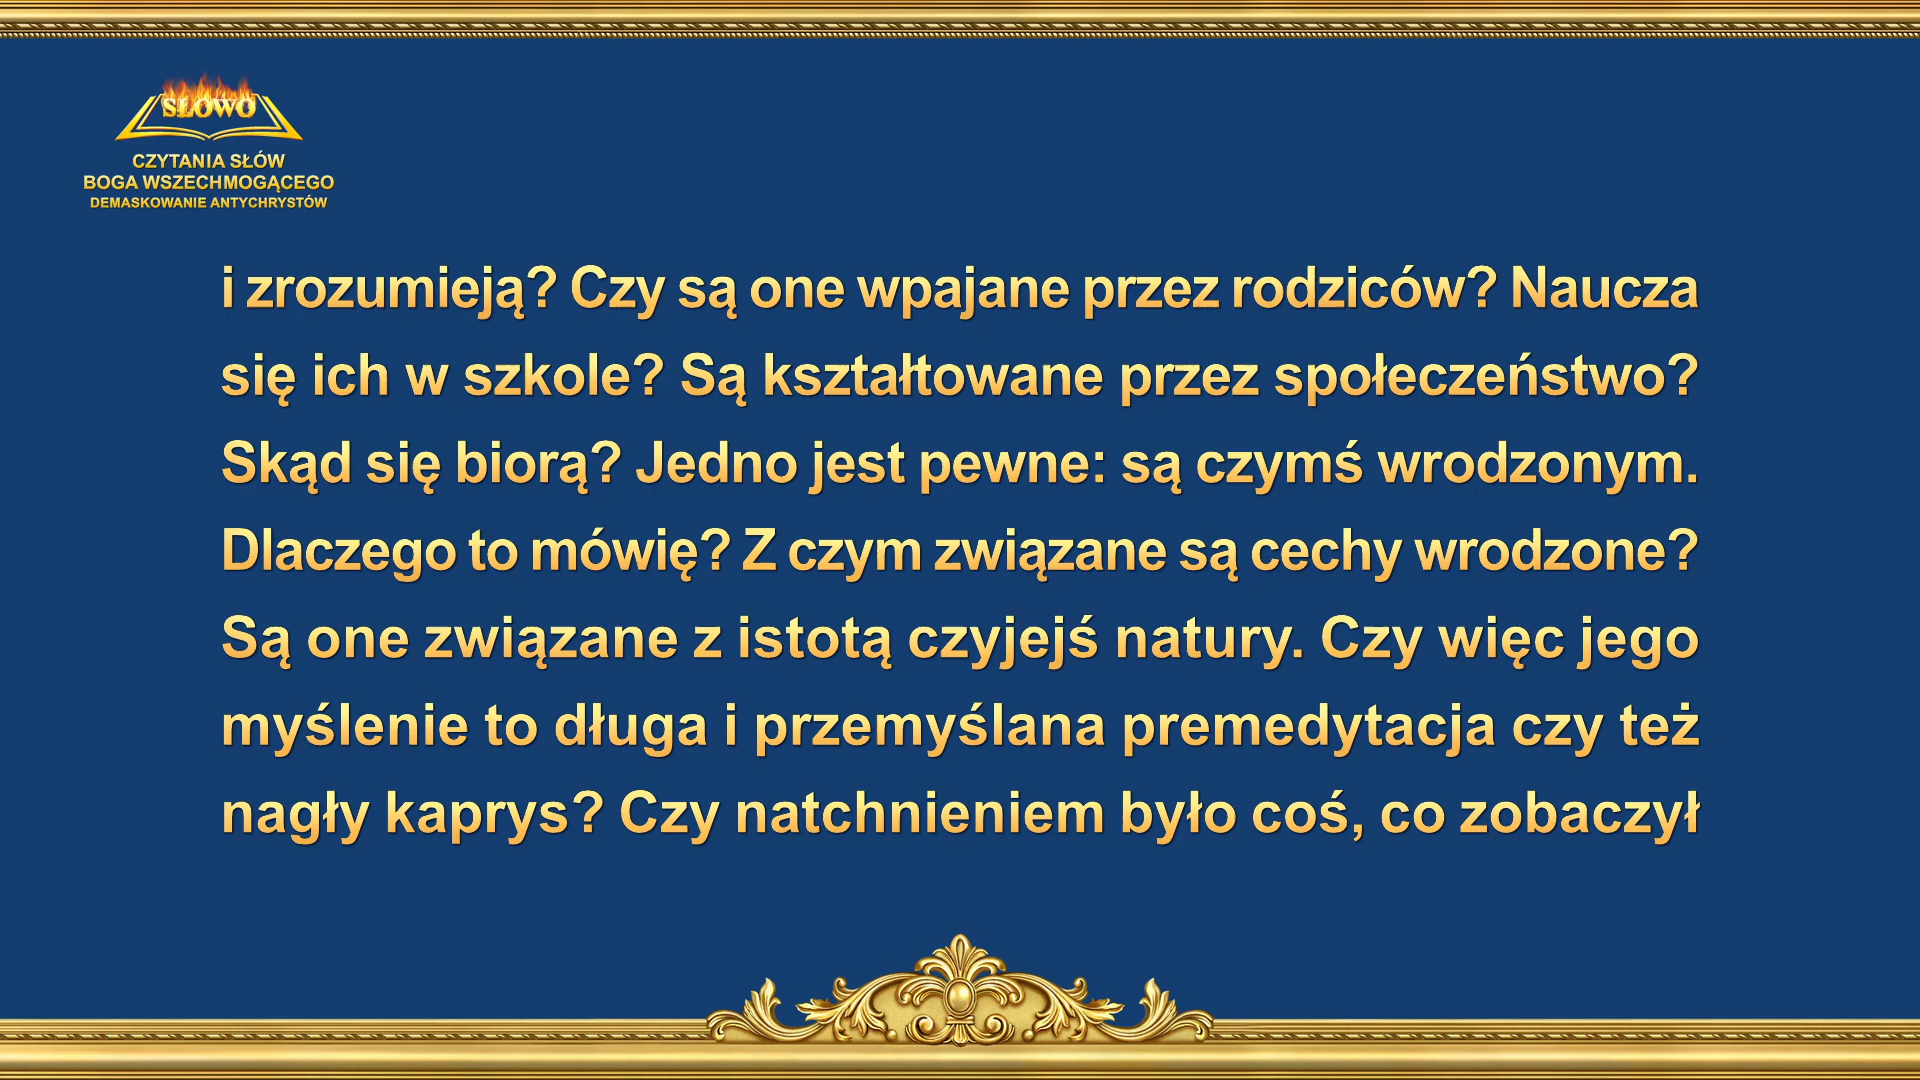 SŁOWO
CZYTANIA SŁÓW
BOGA WSZECHMOGĄCEGO
DEMASKOWANIE ANTYCHRYSTÓW
i zrozumieją? Czy są one wpajane przez rodziców? Naucza
się ich w szkole? Są kształtowane przez społeczeństwo?
Skąd się biorą? Jedno jest pewne: są czymś wrodzonym.
Dlaczego to mówię? Z czym związane są cechy wrodzone?
Są one związane z istotą czyjejś natury. Czy więc jego
myślenie to długa i przemyślana premedytacja czy też
nagły kaprys? Czy natchnieniem było coś, co zobaczył